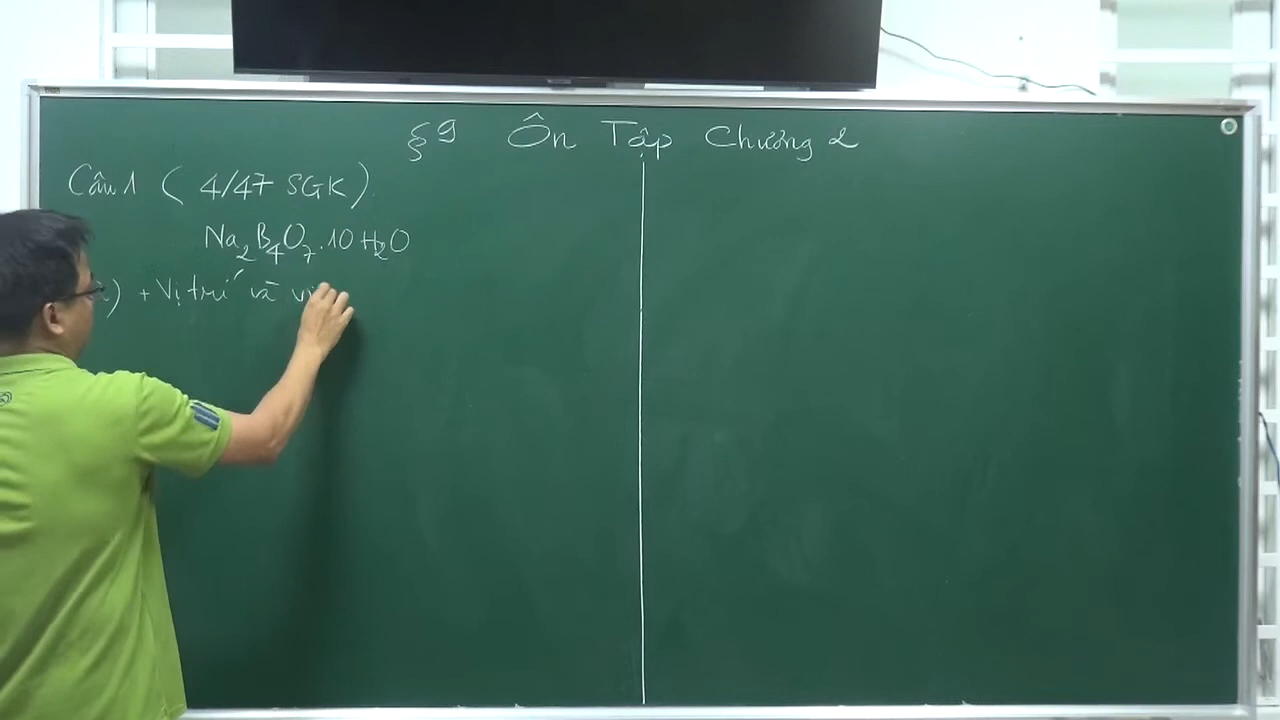 §9 Ôn Tập Chương 2
Câu 1 ( 4/47 SGK )
Na2B4O7.10H2O
) + Vị trí và